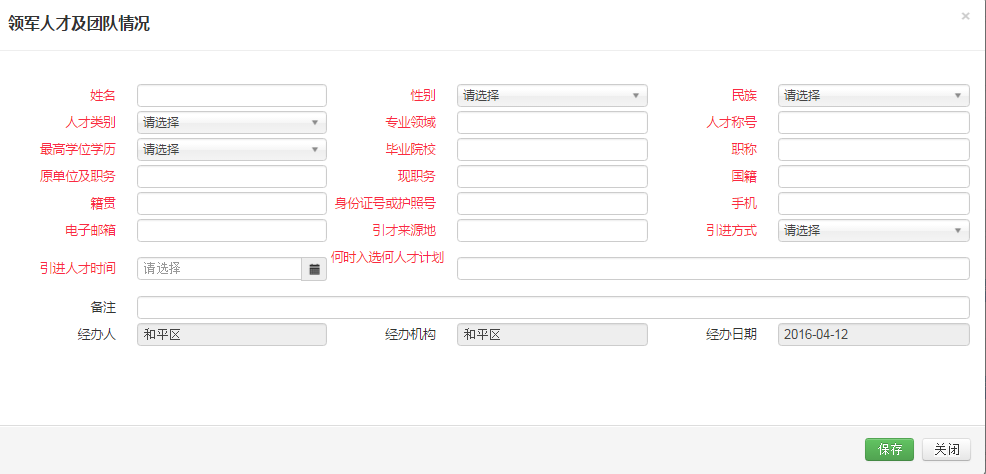 领军人才及团队情况 ×
姓名 性别 请选择 民族 请选择
人才类别 请选择 专业领域 人才称号
最高学位学历 请选择 毕业院校 职称
原单位及职务 现职务 国籍
籍贯 身份证号或护照号 手机
电子邮箱 引才来源地 引进方式 请选择
引进人才时间 请选择 何时入选何人才计划
备注
经办人 和平区 经办机构 和平区 经办日期 2016-04-12
保存 关闭